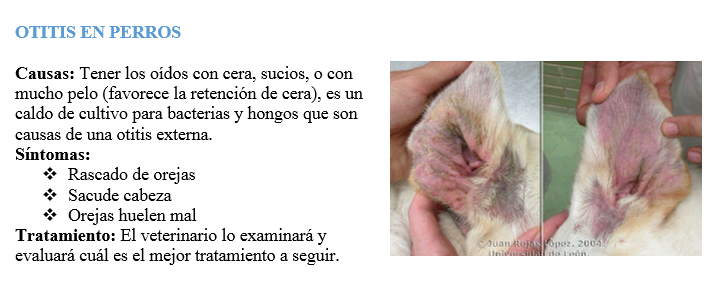 OTITIS EN PERROS
Causas: Tener los oídos con cera, sucios, o con
mucho pelo (favorece la retención de cera), es un
caldo de cultivo para bacterias y hongos que son
causas de una otitis externa.
Síntomas:
❖ Rascado de orejas
❖ Sacude cabeza
❖ Orejas huelen mal
Tratamiento: El veterinario lo examinará y
evaluará cuál es el mejor tratamiento a seguir.
© Juan Rojas López, 2004
Universidad de León